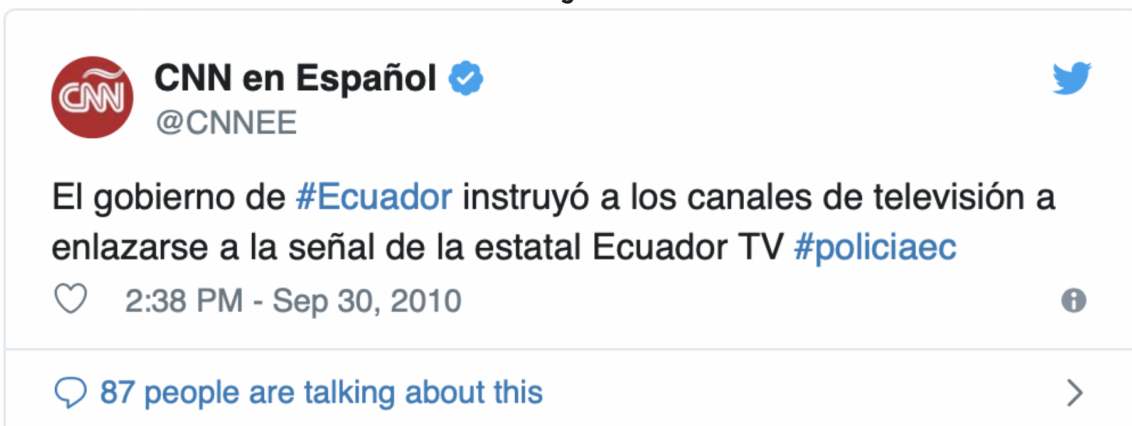 CNN
CNN en Español
@CNNEE
El gobierno de #Ecuador instruyó a los canales de televisión a
enlazarse a la señal de la estatal Ecuador TV #policiaec
2:38 PM - Sep 30, 2010
87 people are talking about this